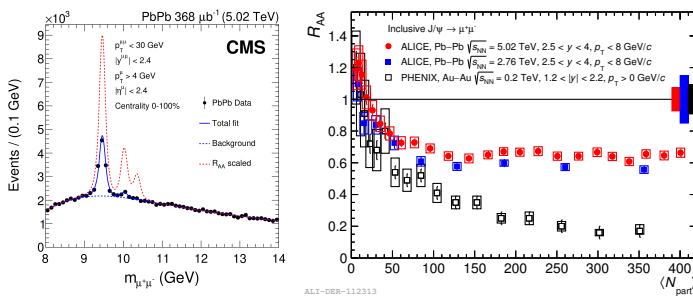 ×10³ PbPb 368 μb⁻¹ (5.02 TeV)
CMS
p_T^μμ < 30 GeV
|y^μμ| < 2.4
p_T^μ > 4 GeV
|η^μ| < 2.4
Centrality 0-100%
PbPb Data
Total fit
Background
R_AA scaled
Events / (0.1 GeV)
9
8
7
6
5
4
3
2
1
0
8 9 10 11 12 13 14
m_μ⁺μ⁻ (GeV)
R_AA
Inclusive J/ψ → μ⁺μ⁻
ALICE, Pb–Pb √s_NN = 5.02 TeV, 2.5 < y < 4, p_T < 8 GeV/c
ALICE, Pb–Pb √s_NN = 2.76 TeV, 2.5 < y < 4, p_T < 8 GeV/c
PHENIX, Au–Au √s_NN = 0.2 TeV, 1.2 < |y| < 2.2, p_T > 0 GeV/c
1.4
1.2
1
0.8
0.6
0.4
0.2
0
0 50 100 150 200 250 300 350 400
⟨N_part
ALI-DER-112313